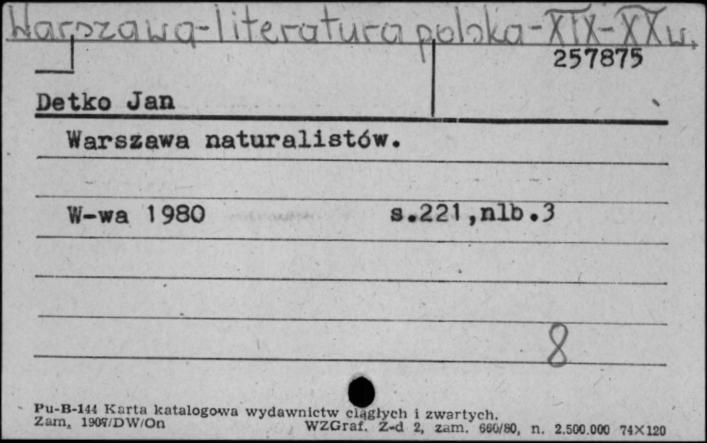 Warszawa-literatura polska-XIX-XX w.
257875
Detko Jan
Warszawa naturalistów.
W-wa 1980 s.221,nlb.3
8
Pu-B-144 Karta katalogowa wydawnictw ciągłych i zwartych.
Zam, 1907/DW/On WZGraf. Z-d 2, zam. 660/80, n. 2.500.000 74X120